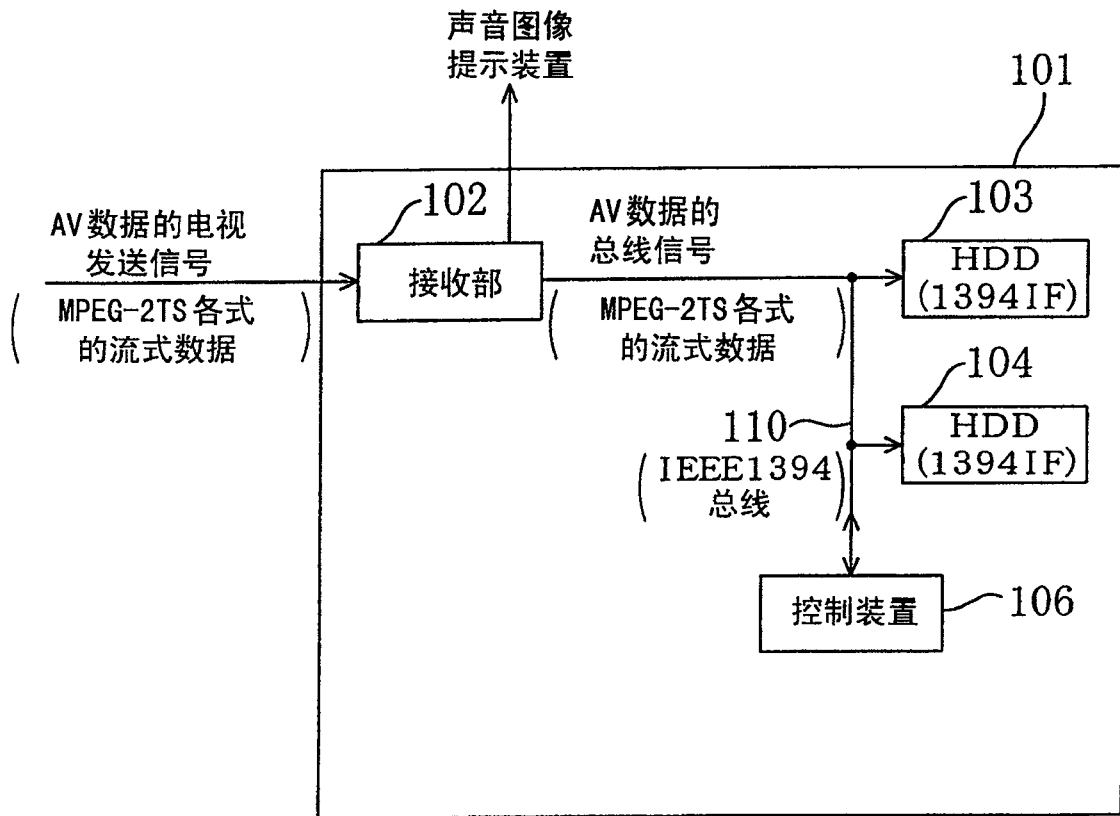 声音图像
提示装置
101
102
103
AV数据的电视
发送信号
AV数据的
总线信号
接收部
HDD
(1394IF)
(MPEG-2TS各式
的流式数据)
(MPEG-2TS各式
的流式数据)
104
HDD
(1394IF)
110
(IEEE1394
总线)
控制装置
106